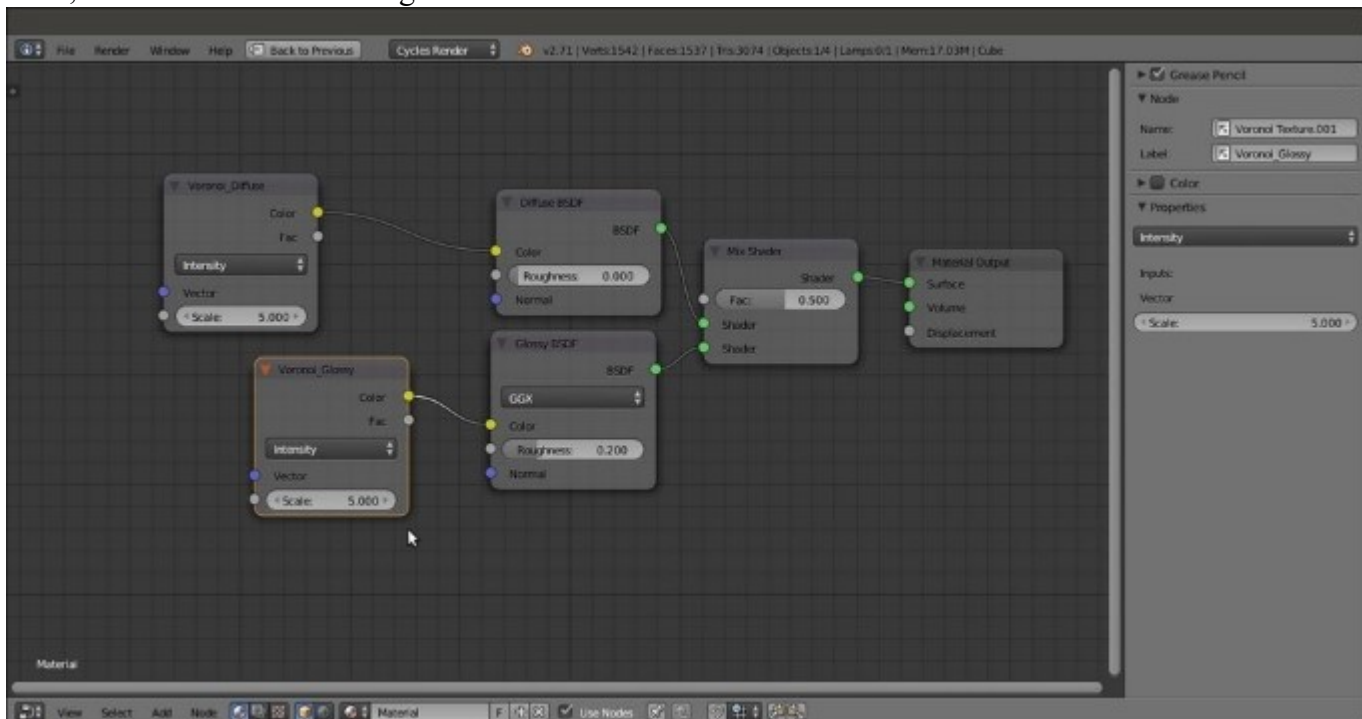 File Render Window Help Back to Previous Cycles Render v2.71 | Verts:1542 | Faces:1537 | Tris:3074 | Objects:1/4 | Lamps:0/1 | Mem:17.03M | Cube
Grease Pencil
Node
Name: Voronoi Texture.001
Label: Voronoi_Glossy
Color
Properties
Intensity
Inputs:
Vector
Scale: 5.000
Voronoi_Diffuse
Color
Fac
Intensity
Vector
Scale: 5.000
Voronoi_Glossy
Color
Fac
Intensity
Vector
Scale: 5.000
Diffuse BSDF
BSDF
Color
Roughness: 0.000
Normal
Glossy BSDF
BSDF
GGX
Color
Roughness: 0.200
Normal
Mix Shader
Shader
Fac: 0.500
Shader
Shader
Material Output
Surface
Volume
Displacement
Material
View Select Add Node Material F Use Nodes